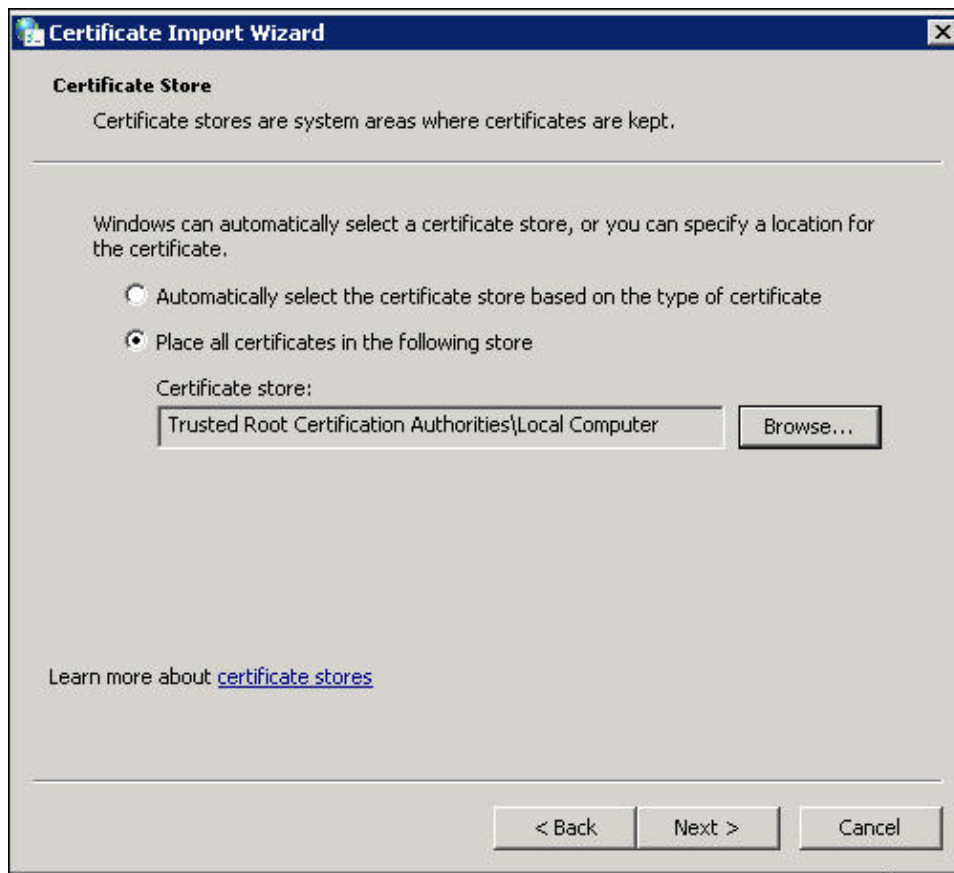 Certificate Import Wizard
Certificate Store
Certificate stores are system areas where certificates are kept.
Windows can automatically select a certificate store, or you can specify a location for
the certificate.
Automatically select the certificate store based on the type of certificate
Place all certificates in the following store
Certificate store:
Trusted Root Certification Authorities\Local Computer
Browse...
Learn more about certificate stores
< Back
Next >
Cancel